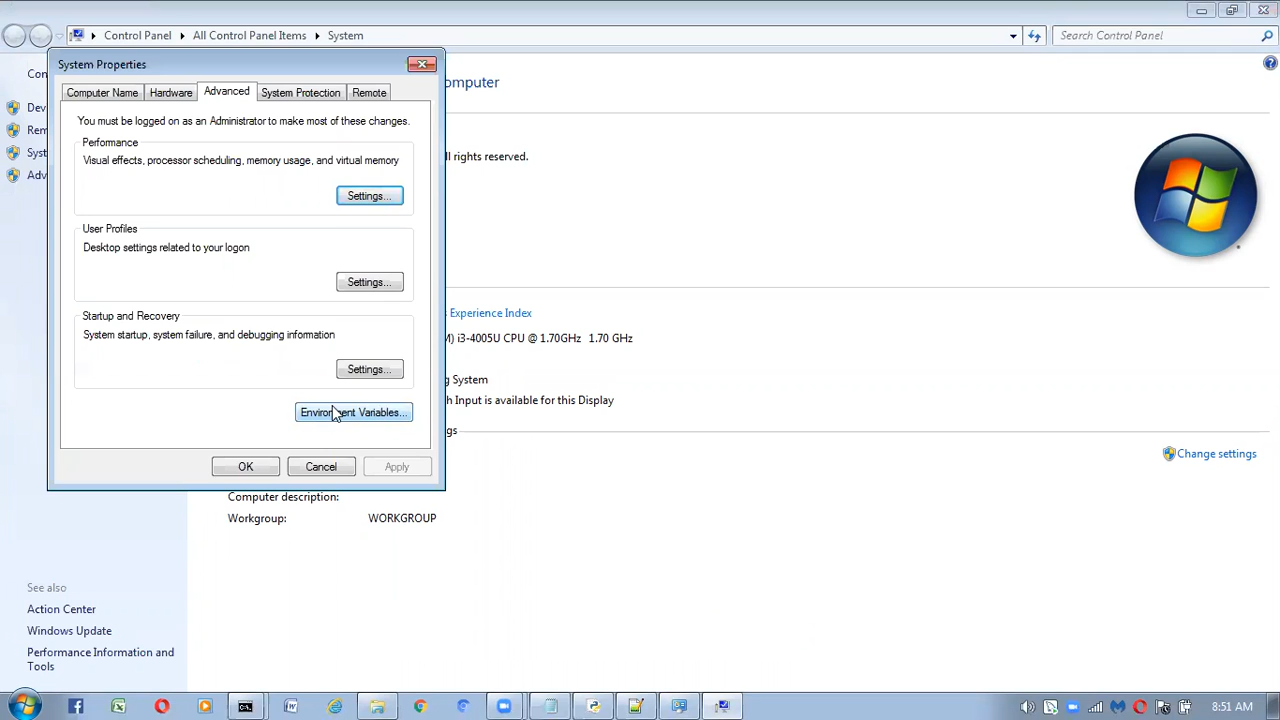 Control Panel
All Control Panel Items
System
Search Control Panel
System Properties
Computer Name
Hardware
Advanced
System Protection
Remote
You must be logged on as an Administrator to make most of these changes.
Performance
Visual effects, processor scheduling, memory usage, and virtual memory
Settings...
User Profiles
Desktop settings related to your logon
Settings...
Startup and Recovery
System startup, system failure, and debugging information
Settings...
Environment Variables...
OK
Cancel
Apply
Con
Dev
Rem
Syst
Adv
omputer
ll rights reserved.
s Experience Index
M) i3-4005U CPU @ 1.70GHz 1.70 GHz
g System
h Input is available for this Display
gs
Change settings
Computer description:
Workgroup: WORKGROUP
See also
Action Center
Windows Update
Performance Information and
Tools
8:51 AM